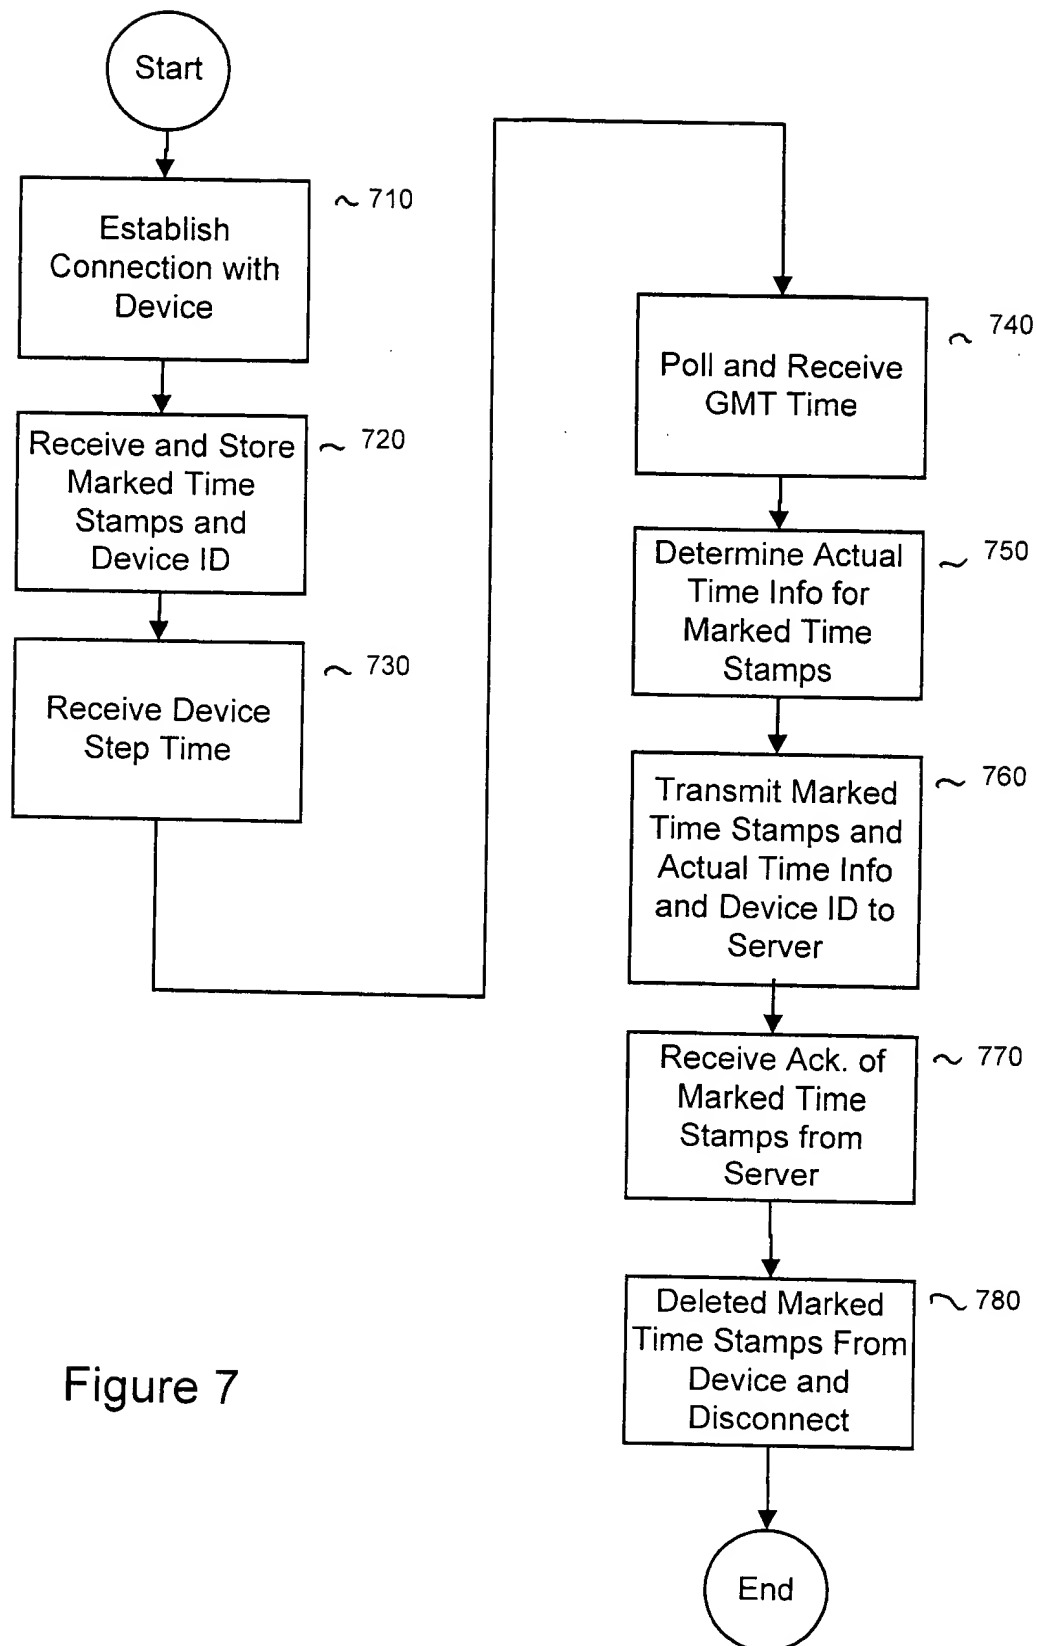 Start
~ 710
Establish
Connection with
Device
Receive and Store
Marked Time
Stamps and
Device ID
~ 720
Receive Device
Step Time
~ 730
Poll and Receive
GMT Time
~ 740
Determine Actual
Time Info for
Marked Time
Stamps
~ 750
Transmit Marked
Time Stamps and
Actual Time Info
and Device ID to
Server
~ 760
Receive Ack. of
Marked Time
Stamps from
Server
~ 770
Deleted Marked
Time Stamps From
Device and
Disconnect
~ 780
End
Figure 7